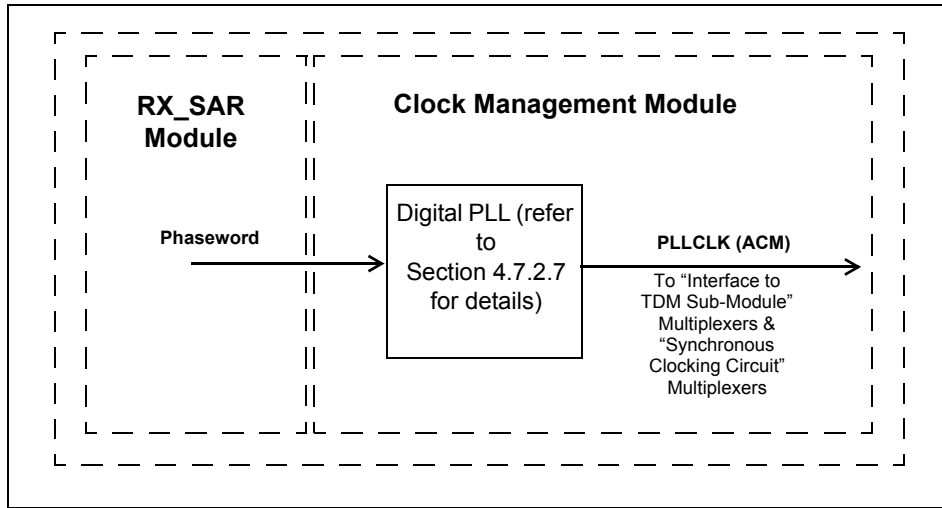 RX_SAR
Module
Clock Management Module
Phaseword
Digital PLL (refer
to
Section 4.7.2.7
for details)
PLLCLK (ACM)
To “Interface to
TDM Sub-Module”
Multiplexers &
“Synchronous
Clocking Circuit”
Multiplexers